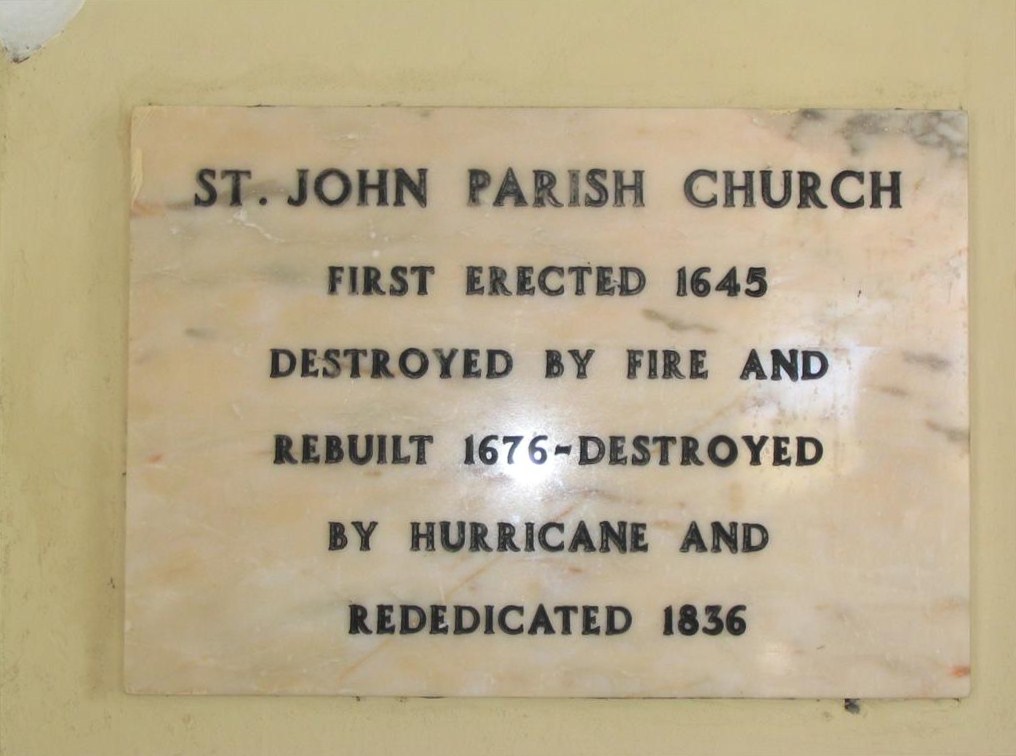 ST. JOHN PARISH CHURCH
FIRST ERECTED 1645
DESTROYED BY FIRE AND
REBUILT 1676-DESTROYED
BY HURRICANE AND
REDEDICATED 1836